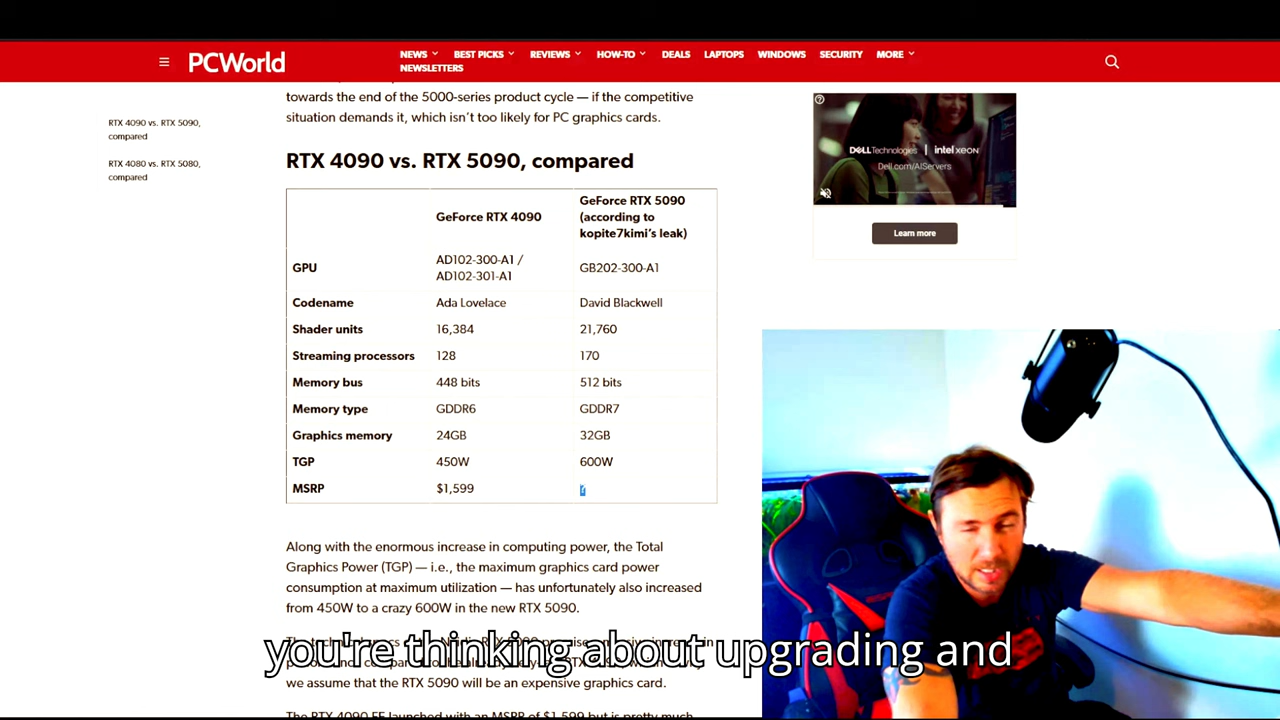 PCWorld
NEWS BEST PICKS REVIEWS HOW-TO DEALS LAPTOPS WINDOWS SECURITY MORE
NEWSLETTERS
towards the end of the 5000-series product cycle — if the competitive
situation demands it, which isn't too likely for PC graphics cards.
RTX 4090 vs. RTX 5090,
compared
RTX 4080 vs. RTX 5080,
compared
RTX 4090 vs. RTX 5090, compared
GeForce RTX 4090 GeForce RTX 5090
(according to
kopite7kimi's leak)
GPU AD102-300-A1 /
AD102-301-A1 GB202-300-A1
Codename Ada Lovelace David Blackwell
Shader units 16,384 21,760
Streaming processors 128 170
Memory bus 448 bits 512 bits
Memory type GDDR6 GDDR7
Graphics memory 24GB 32GB
TGP 450W 600W
MSRP $1,599 ?
Along with the enormous increase in computing power, the Total
Graphics Power (TGP) — i.e., the maximum graphics card power
consumption at maximum utilization — has unfortunately also increased
from 450W to a crazy 600W in the new RTX 5090.
we assume that the RTX 5090 will be an expensive graphics card.
The RTX 4090 FE launched with an MSRP of $1,599 but is pretty much
DELL Technologies | intel XEON
Dell.com/AIServers
Learn more
you're thinking about upgrading and